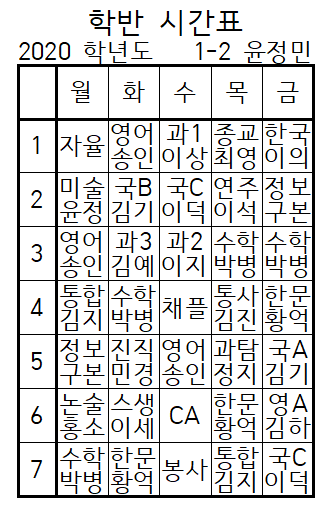 학반 시간표
2020 학년도 1-2 윤정민
월 화 수 목 금
1 자율 영어 송인 과1 이상 종교 최영 한국 이의
2 미술 윤정 국B 김기 국C 이덕 연주 이석 정보 구본
3 영어 송인 과3 김예 과2 이지 수학 박병 수학 박병
4 통합 김지 수학 박병 채플 통사 김진 한문 황억
5 정보 구본 진직 민경 영어 송인 과탐 정지 국A 김기
6 논술 홍소 스생 이세 CA 한문 황억 영A 김하
7 수학 박병 한문 황억 봉사 통합 김지 국C 이덕